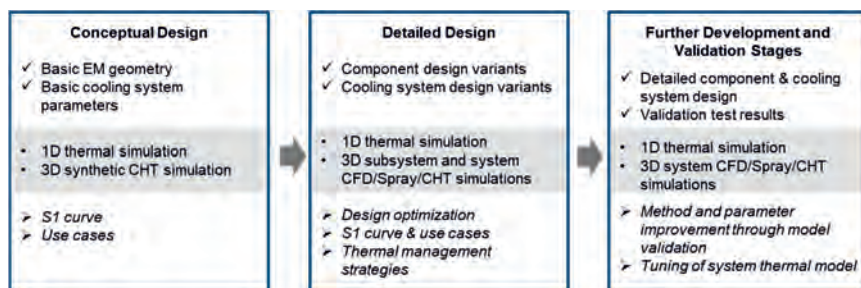 Conceptual Design
✓ Basic EM geometry
✓ Basic cooling system
parameters
• 1D thermal simulation
• 3D synthetic CHT simulation
➢ S1 curve
➢ Use cases
Detailed Design
✓ Component design variants
✓ Cooling system design variants
• 1D thermal simulation
• 3D subsystem and system
CFD/Spray/CHT simulations
➢ Design optimization
➢ S1 curve & use cases
➢ Thermal management
strategies
Further Development and
Validation Stages
✓ Detailed component & cooling
system design
✓ Validation test results
• 1D thermal simulation
• 3D system CFD/Spray/CHT
simulations
➢ Method and parameter
improvement through model
validation
➢ Tuning of system thermal model